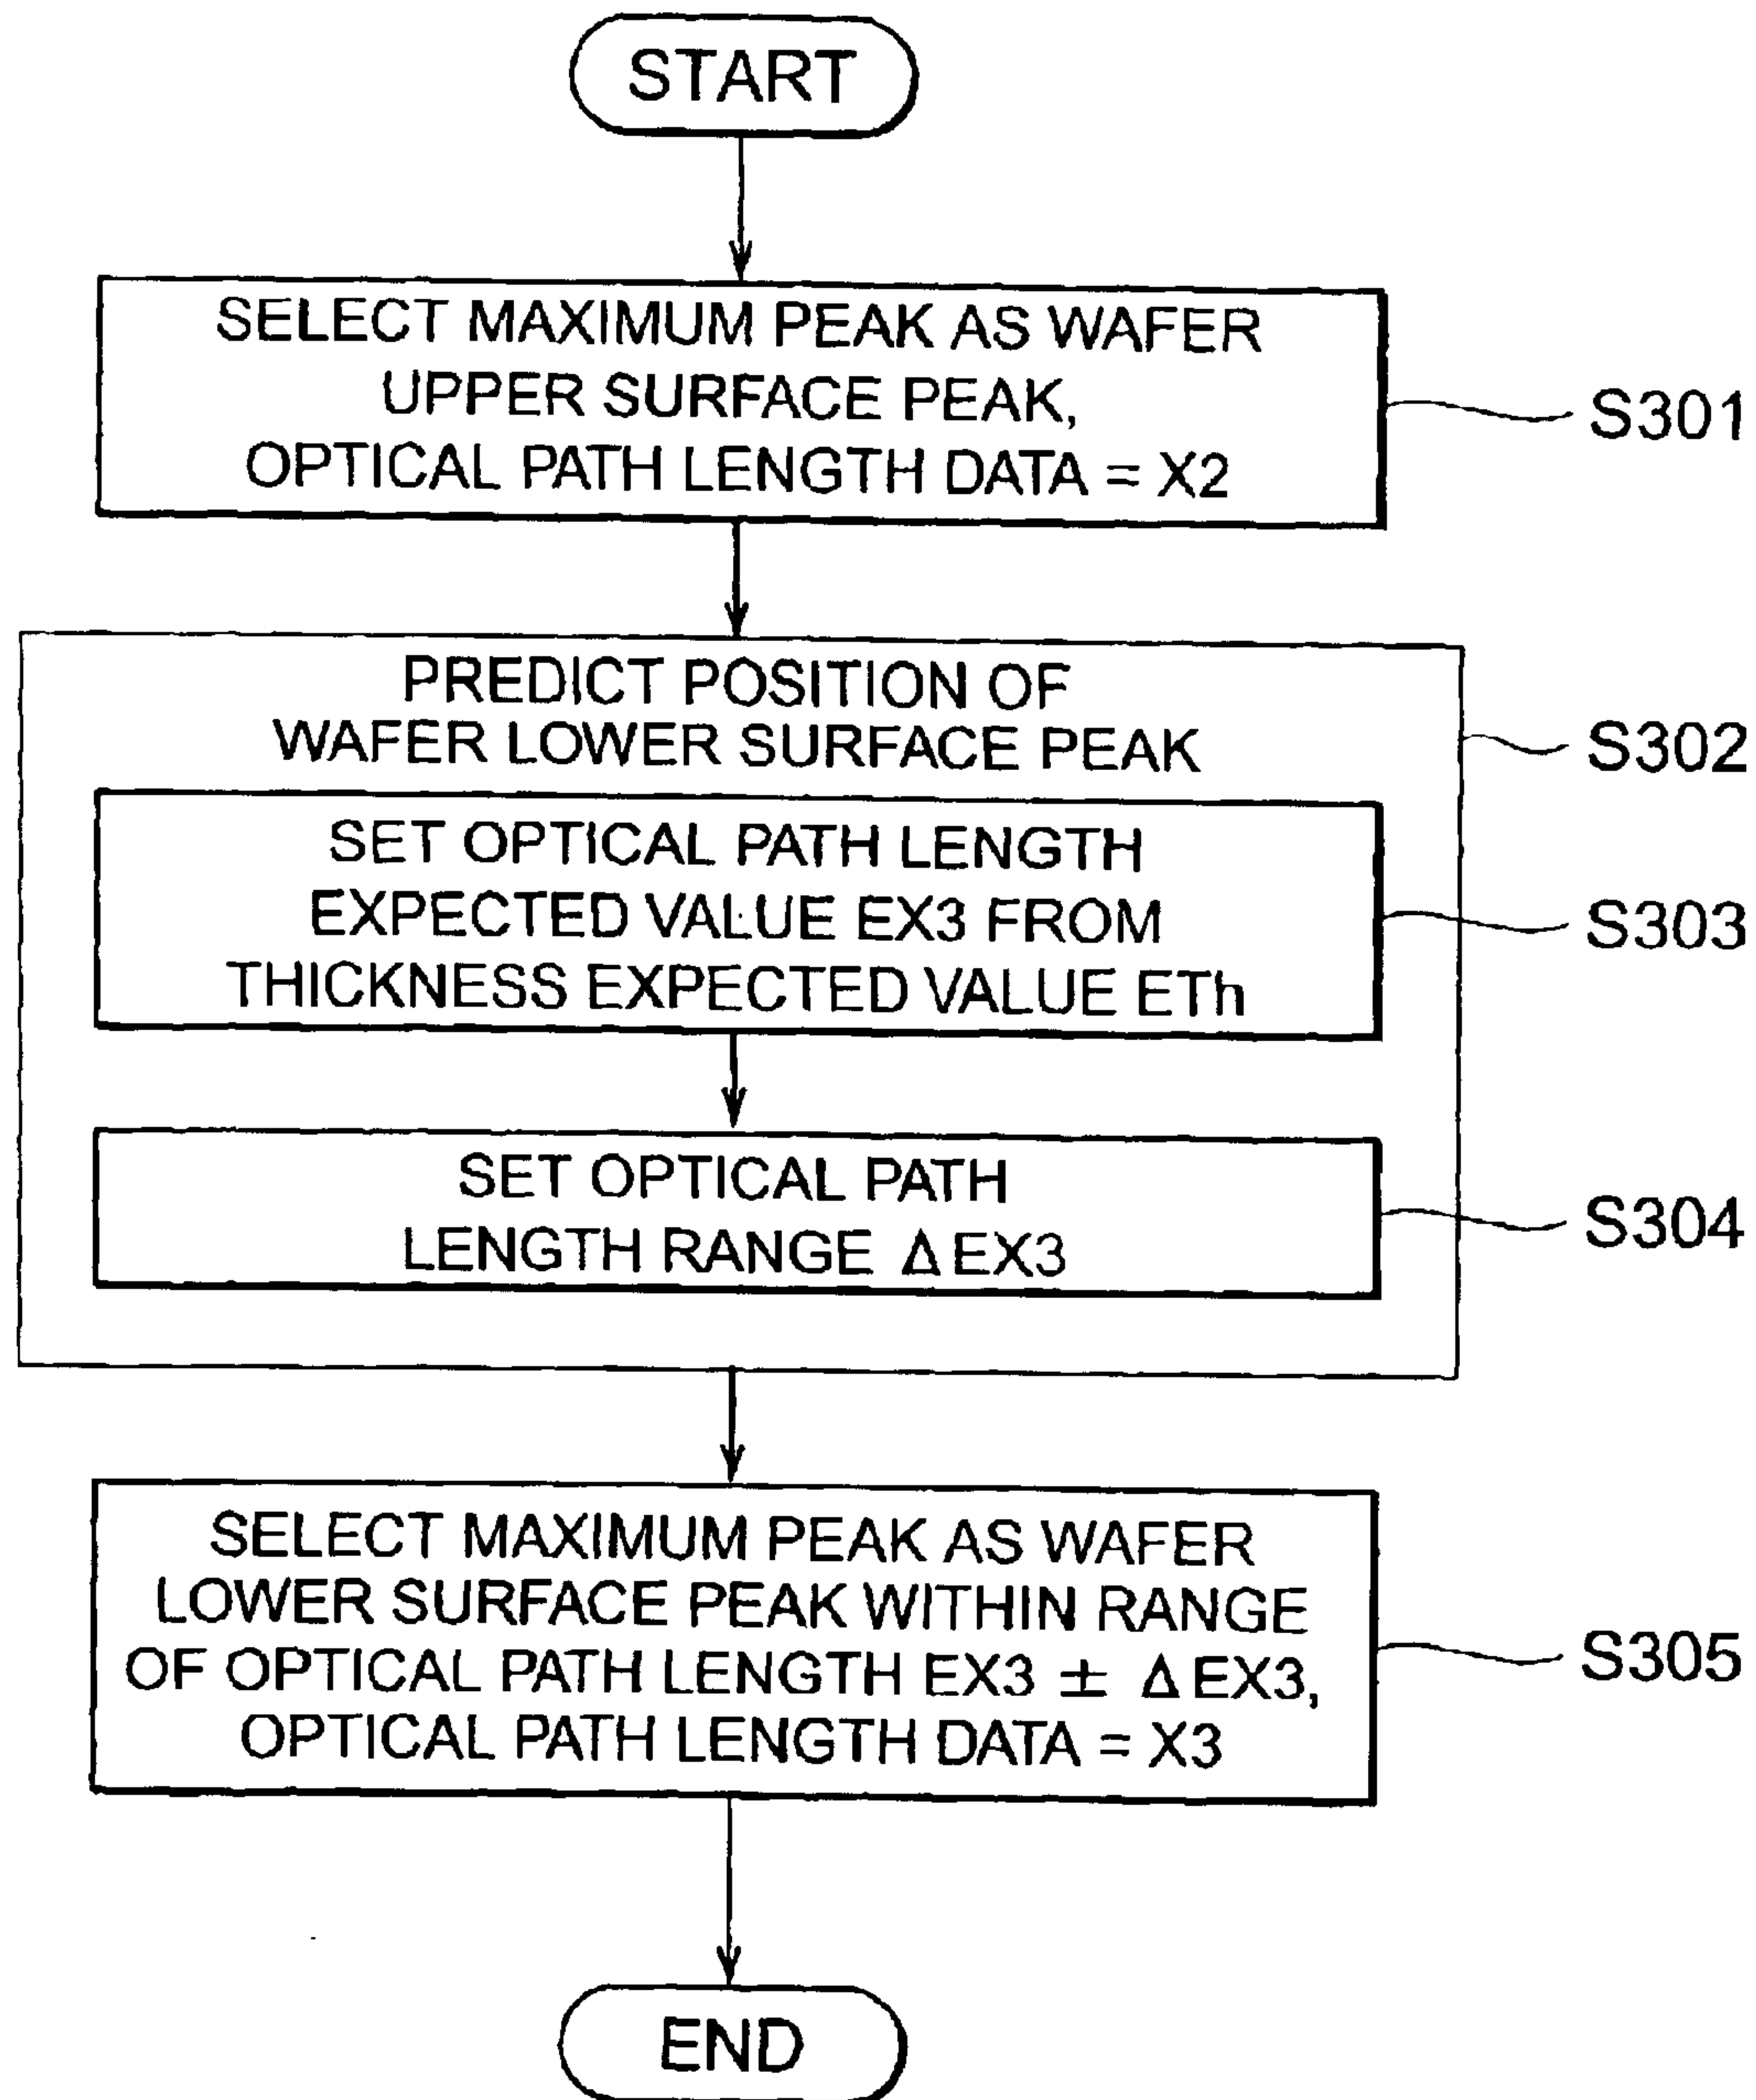 START
SELECT MAXIMUM PEAK AS WAFER
UPPER SURFACE PEAK,
OPTICAL PATH LENGTH DATA = X2
S301
PREDICT POSITION OF
WAFER LOWER SURFACE PEAK
S302
SET OPTICAL PATH LENGTH
EXPECTED VALUE EX3 FROM
THICKNESS EXPECTED VALUE ETh
S303
SET OPTICAL PATH
LENGTH RANGE Δ EX3
S304
SELECT MAXIMUM PEAK AS WAFER
LOWER SURFACE PEAK WITHIN RANGE
OF OPTICAL PATH LENGTH EX3 ± Δ EX3,
OPTICAL PATH LENGTH DATA = X3
S305
END